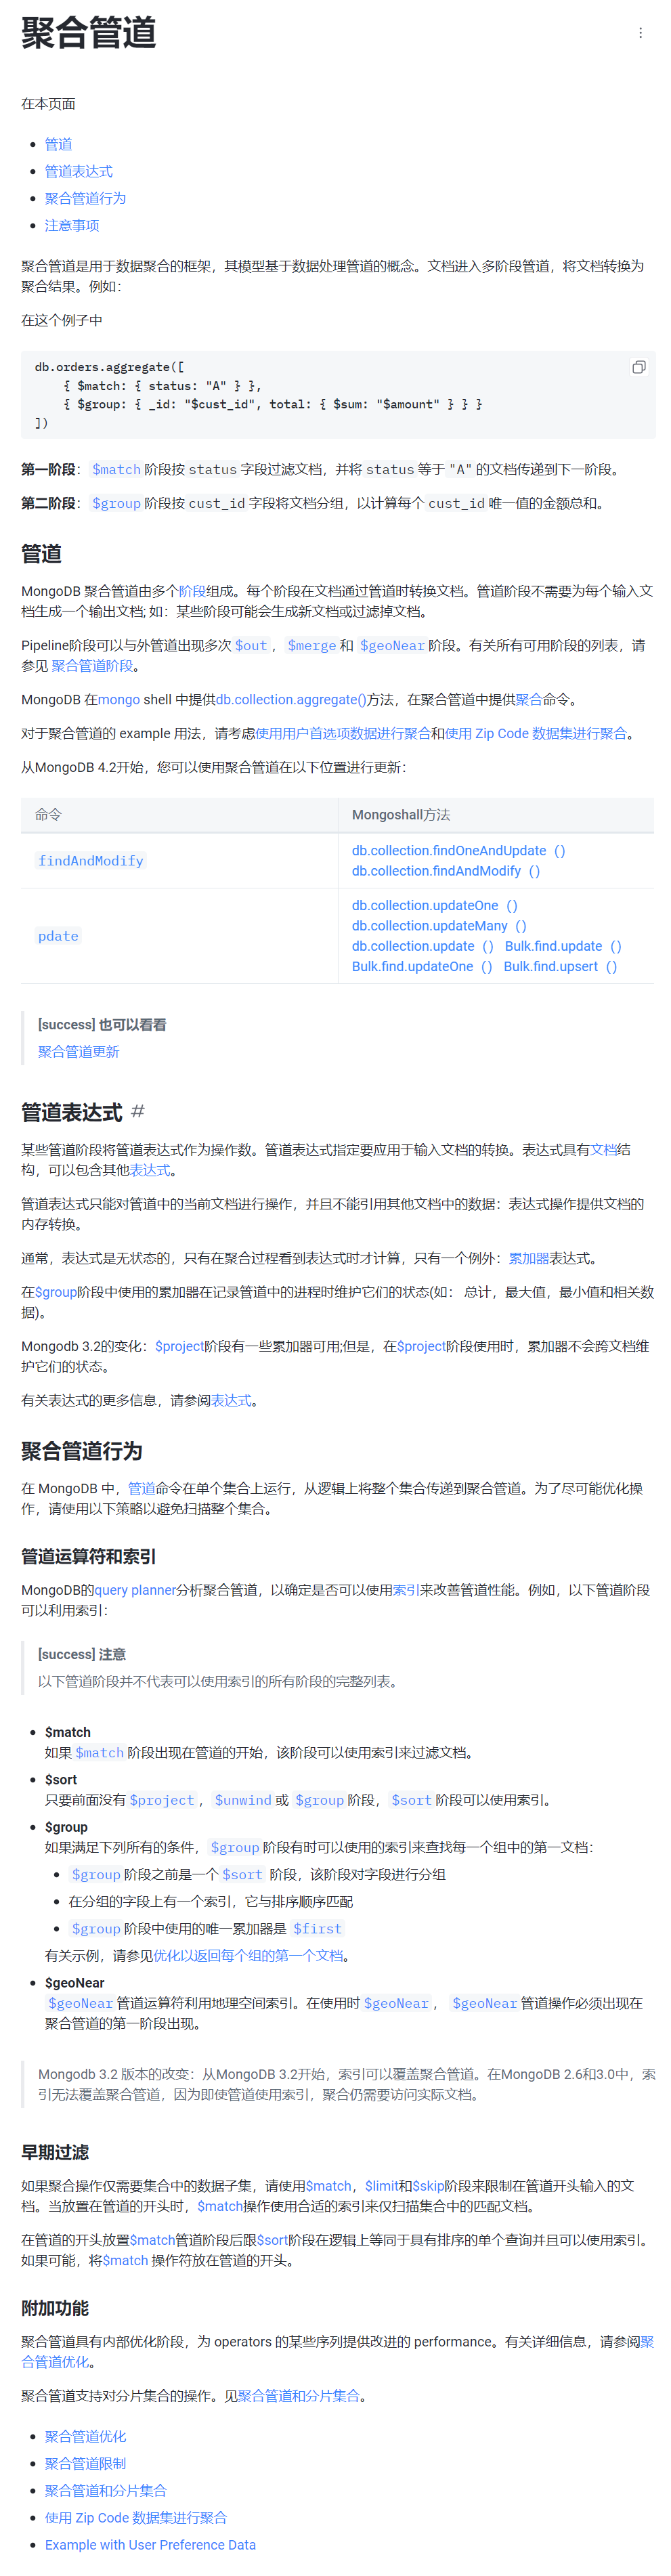 聚合管道
在本页面
管道
管道表达式
聚合管道行为
注意事项
聚合管道是用于数据聚合的框架，其模型基于数据处理管道的概念。文档进入多阶段管道，将文档转换为
聚合结果。例如：
在这个例子中
db.orders.aggregate([
{ $match: { status: "A" } },
{ $group: { _id: "$cust_id", total: { $sum: "$amount" } } }
])
第一阶段： $match 阶段按 status 字段过滤文档，并将 status 等于 "A" 的文档传递到下一阶段。
第二阶段： $group 阶段按 cust_id 字段将文档分组，以计算每个 cust_id 唯一值的金额总和。
管道
MongoDB 聚合管道由多个阶段组成。每个阶段在文档通过管道时转换文档。管道阶段不需要为每个输入文
档生成一个输出文档; 如：某些阶段可能会生成新文档或过滤掉文档。
Pipeline阶段可以与外管道出现多次 $out ， $merge 和 $geoNear 阶段。有关所有可用阶段的列表，请
参见 聚合管道阶段。
MongoDB 在mongo shell 中提供db.collection.aggregate()方法，在聚合管道中提供聚合命令。
对于聚合管道的 example 用法，请考虑使用用户首选项数据进行聚合和使用 Zip Code 数据集进行聚合。
从MongoDB 4.2开始，您可以使用聚合管道在以下位置进行更新：
命令 Mongoshall方法
findAndModify
db.collection.findOneAndUpdate（）
db.collection.findAndModify（）
pdate
db.collection.updateOne（）
db.collection.updateMany（）
db.collection.update（） Bulk.find.update（）
Bulk.find.updateOne（） Bulk.find.upsert（）
[success] 也可以看看
聚合管道更新
管道表达式 #
某些管道阶段将管道表达式作为操作数。管道表达式指定要应用于输入文档的转换。表达式具有文档结
构，可以包含其他表达式。
管道表达式只能对管道中的当前文档进行操作，并且不能引用其他文档中的数据：表达式操作提供文档的
内存转换。
通常，表达式是无状态的，只有在聚合过程看到表达式时才计算，只有一个例外：累加器表达式。
在$group阶段中使用的累加器在记录管道中的进程时维护它们的状态(如： 总计，最大值，最小值和相关数
据)。
Mongodb 3.2的变化：$project阶段有一些累加器可用;但是，在$project阶段使用时，累加器不会跨文档维
护它们的状态。
有关表达式的更多信息，请参阅表达式。
聚合管道行为
在 MongoDB 中，管道命令在单个集合上运行，从逻辑上将整个集合传递到聚合管道。为了尽可能优化操
作，请使用以下策略以避免扫描整个集合。
管道运算符和索引
MongoDB的query planner分析聚合管道，以确定是否可以使用索引来改善管道性能。例如，以下管道阶段
可以利用索引：
[success] 注意
以下管道阶段并不代表可以使用索引的所有阶段的完整列表。
$match
如果 $match 阶段出现在管道的开始，该阶段可以使用索引来过滤文档。
$sort
只要前面没有 $project ， $unwind 或 $group 阶段， $sort 阶段可以使用索引。
$group
如果满足下列所有的条件， $group 阶段有时可以使用的索引来查找每一个组中的第一文档：
$group 阶段之前是一个 $sort 阶段，该阶段对字段进行分组
在分组的字段上有一个索引，它与排序顺序匹配
$group 阶段中使用的唯一累加器是 $first
有关示例，请参见优化以返回每个组的第一个文档。
$geoNear
$geoNear 管道运算符利用地理空间索引。在使用时 $geoNear ， $geoNear 管道操作必须出现在
聚合管道的第一阶段出现。
Mongodb 3.2 版本的改变：从MongoDB 3.2开始，索引可以覆盖聚合管道。在MongoDB 2.6和3.0中，索
引无法覆盖聚合管道，因为即使管道使用索引，聚合仍需要访问实际文档。
早期过滤
如果聚合操作仅需要集合中的数据子集，请使用$match，$limit和$skip阶段来限制在管道开头输入的文
档。当放置在管道的开头时，$match操作使用合适的索引来仅扫描集合中的匹配文档。
在管道的开头放置$match管道阶段后跟$sort阶段在逻辑上等同于具有排序的单个查询并且可以使用索引。
如果可能，将$match 操作符放在管道的开头。
附加功能
聚合管道具有内部优化阶段，为 operators 的某些序列提供改进的 performance。有关详细信息，请参阅聚
合管道优化。
聚合管道支持对分片集合的操作。见聚合管道和分片集合。
聚合管道优化
聚合管道限制
聚合管道和分片集合
使用 Zip Code 数据集进行聚合
Example with User Preference Data